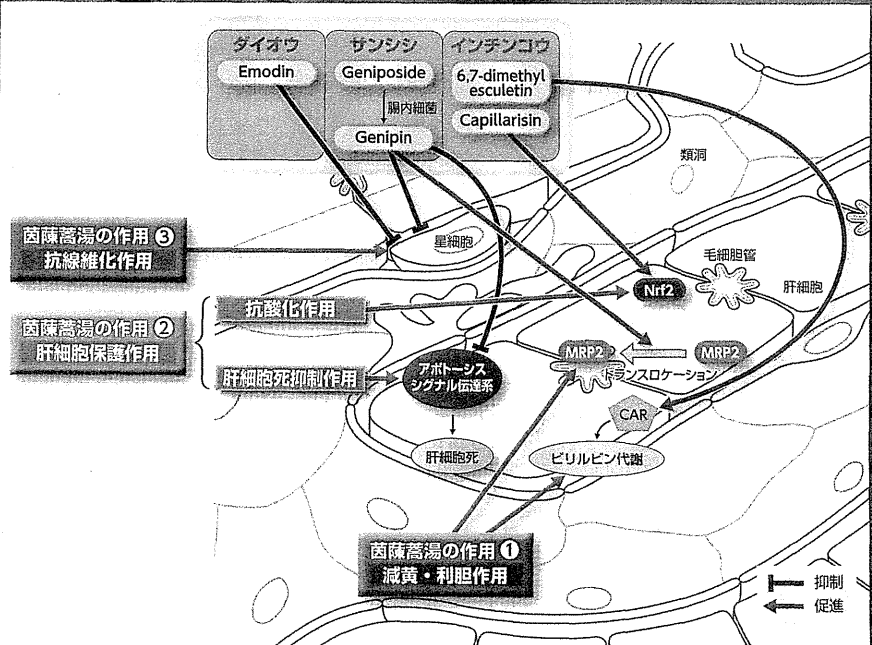 ダイオウ
サンシシ
インチンコウ
Emodin
Geniposide
6,7-dimethyl
esculetin
腸内細菌
Capillarisin
Genipin
類洞
茵蔯蒿湯の作用 ❸
抗線維化作用
星細胞
毛細胆管
肝細胞
Nrf2
茵蔯蒿湯の作用 ❷
肝細胞保護作用
抗酸化作用
肝細胞死抑制作用
アポトーシス
シグナル伝達系
MRP2
MRP2
トランスロケーション
CAR
肝細胞死
ビリルビン代謝
茵蔯蒿湯の作用 ❶
減黄・利胆作用
抑制
促進